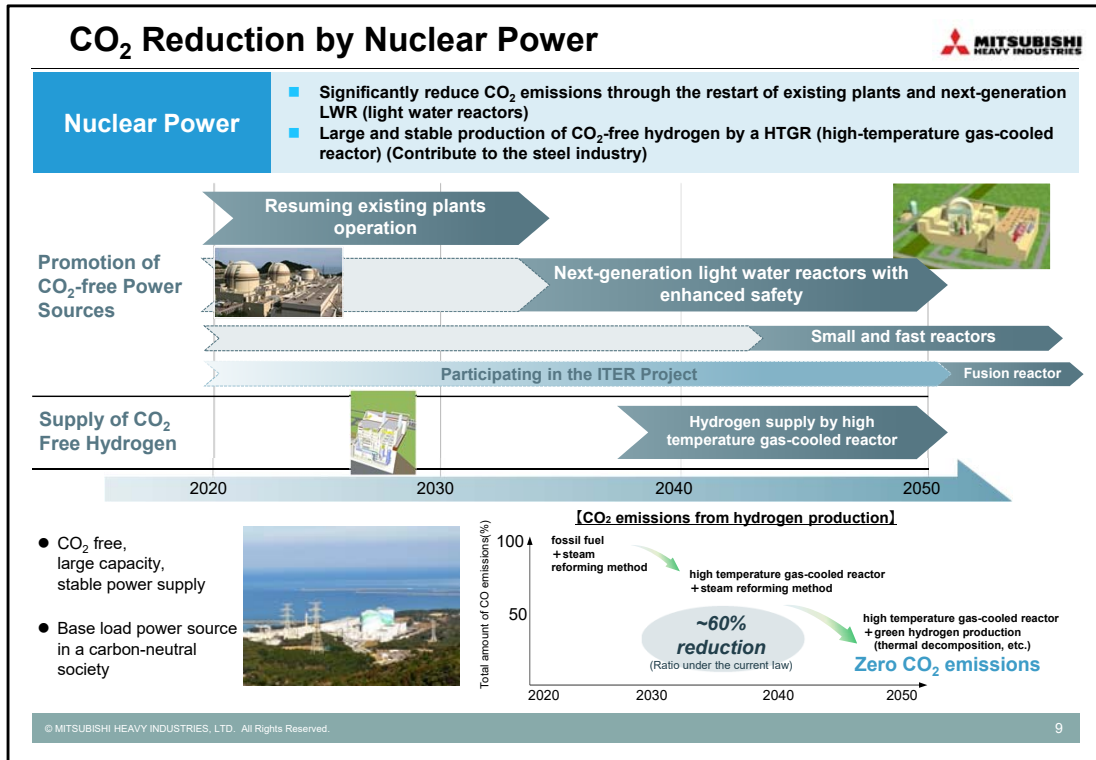 CO₂ Reduction by Nuclear Power
MITSUBISHI
HEAVY INDUSTRIES
Nuclear Power
■ Significantly reduce CO₂ emissions through the restart of existing plants and next-generation
LWR (light water reactors)
■ Large and stable production of CO₂-free hydrogen by a HTGR (high-temperature gas-cooled
reactor) (Contribute to the steel industry)
Resuming existing plants
operation
Promotion of
CO₂-free Power
Sources
Next-generation light water reactors with
enhanced safety
Small and fast reactors
Participating in the ITER Project
Fusion reactor
Supply of CO₂
Free Hydrogen
Hydrogen supply by high
temperature gas-cooled reactor
2020 2030 2040 2050
● CO₂ free,
large capacity,
stable power supply
● Base load power source
in a carbon-neutral
society
【CO₂ emissions from hydrogen production】
Total amount of CO emissions(%)
100
50
fossil fuel
+steam
reforming method
high temperature gas-cooled reactor
+steam reforming method
~60%
reduction
(Ratio under the current law)
high temperature gas-cooled reactor
+green hydrogen production
(thermal decomposition, etc.)
Zero CO₂ emissions
2020 2030 2040 2050
© MITSUBISHI HEAVY INDUSTRIES, LTD. All Rights Reserved.
9